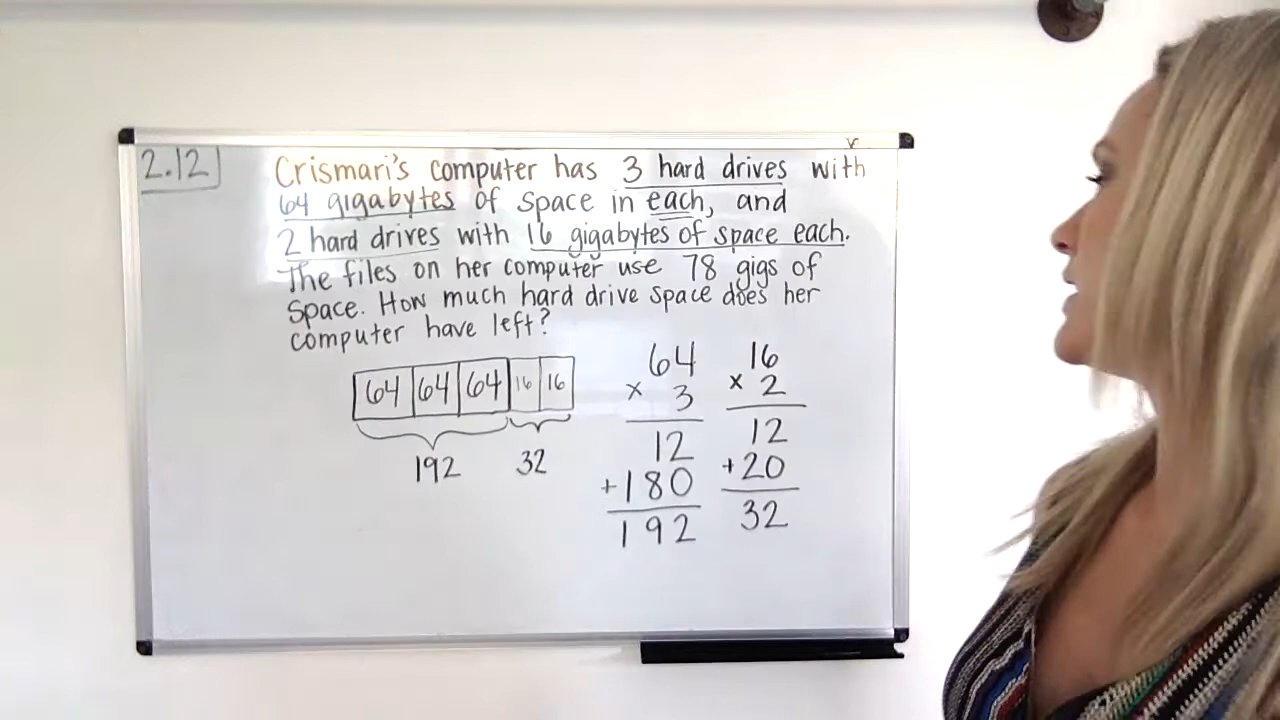 2.12
Crismari's computer has 3 hard drives with
64 gigabytes of space in each, and
2 hard drives with 16 gigabytes of space each.
The files on her computer use 78 gigs of
space. How much hard drive space does her
computer have left?
64 64 64 16 16
192 32
64
× 3
12
+180
192
16
× 2
12
+20
32